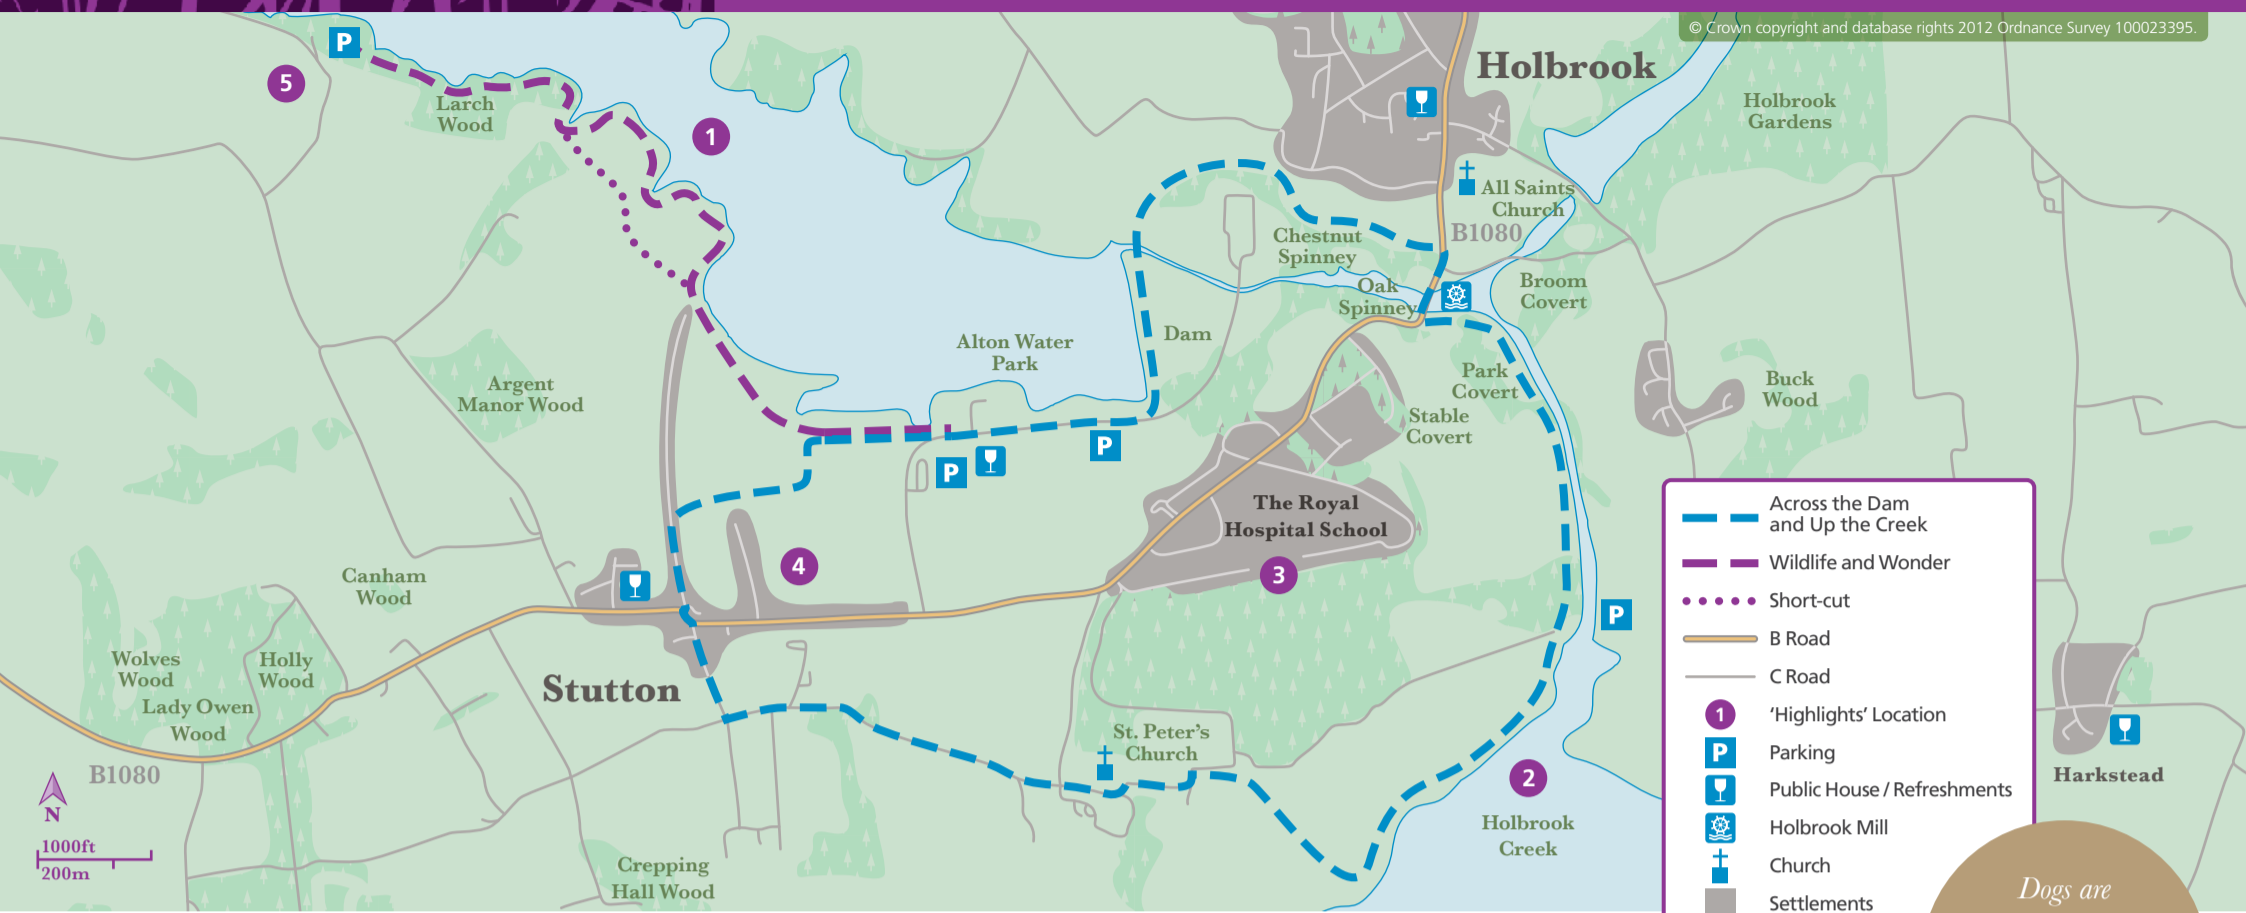 © Crown copyright and database rights 2012 Ordnance Survey 100023395.
P
5
Larch
Wood
1
Holbrook
Holbrook
Gardens
All Saints
Church
B1080
Chestnut
Spinney
Oak
Spinney
Broom
Covert
Dam
Alton Water
Park
Argent
Manor Wood
Park
Covert
Stable
Covert
Buck
Wood
P
P
The Royal
Hospital School
3
4
Canham
Wood
P
Wolves
Wood
Holly
Wood
Lady Owen
Wood
Stutton
St. Peter's
Church
B1080
2
Holbrook
Creek
Harkstead
N
1000ft
200m
Crepping
Hall Wood
Across the Dam
and Up the Creek
Wildlife and Wonder
Short-cut
B Road
C Road
1 'Highlights' Location
P Parking
Public House / Refreshments
Holbrook Mill
Church
Settlements
Dogs are